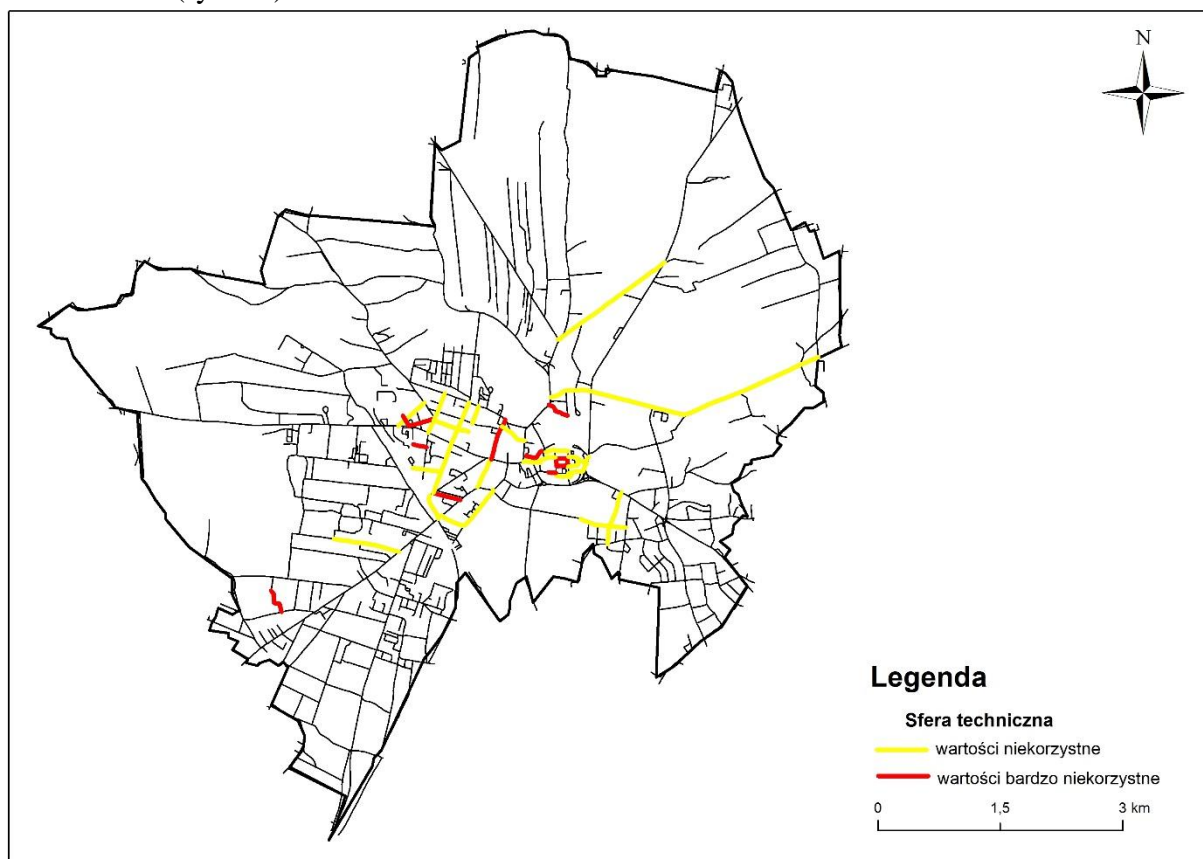 N
Legenda
Sfera techniczna
wartości niekorzystne
wartości bardzo niekorzystne
0 1,5 3 km